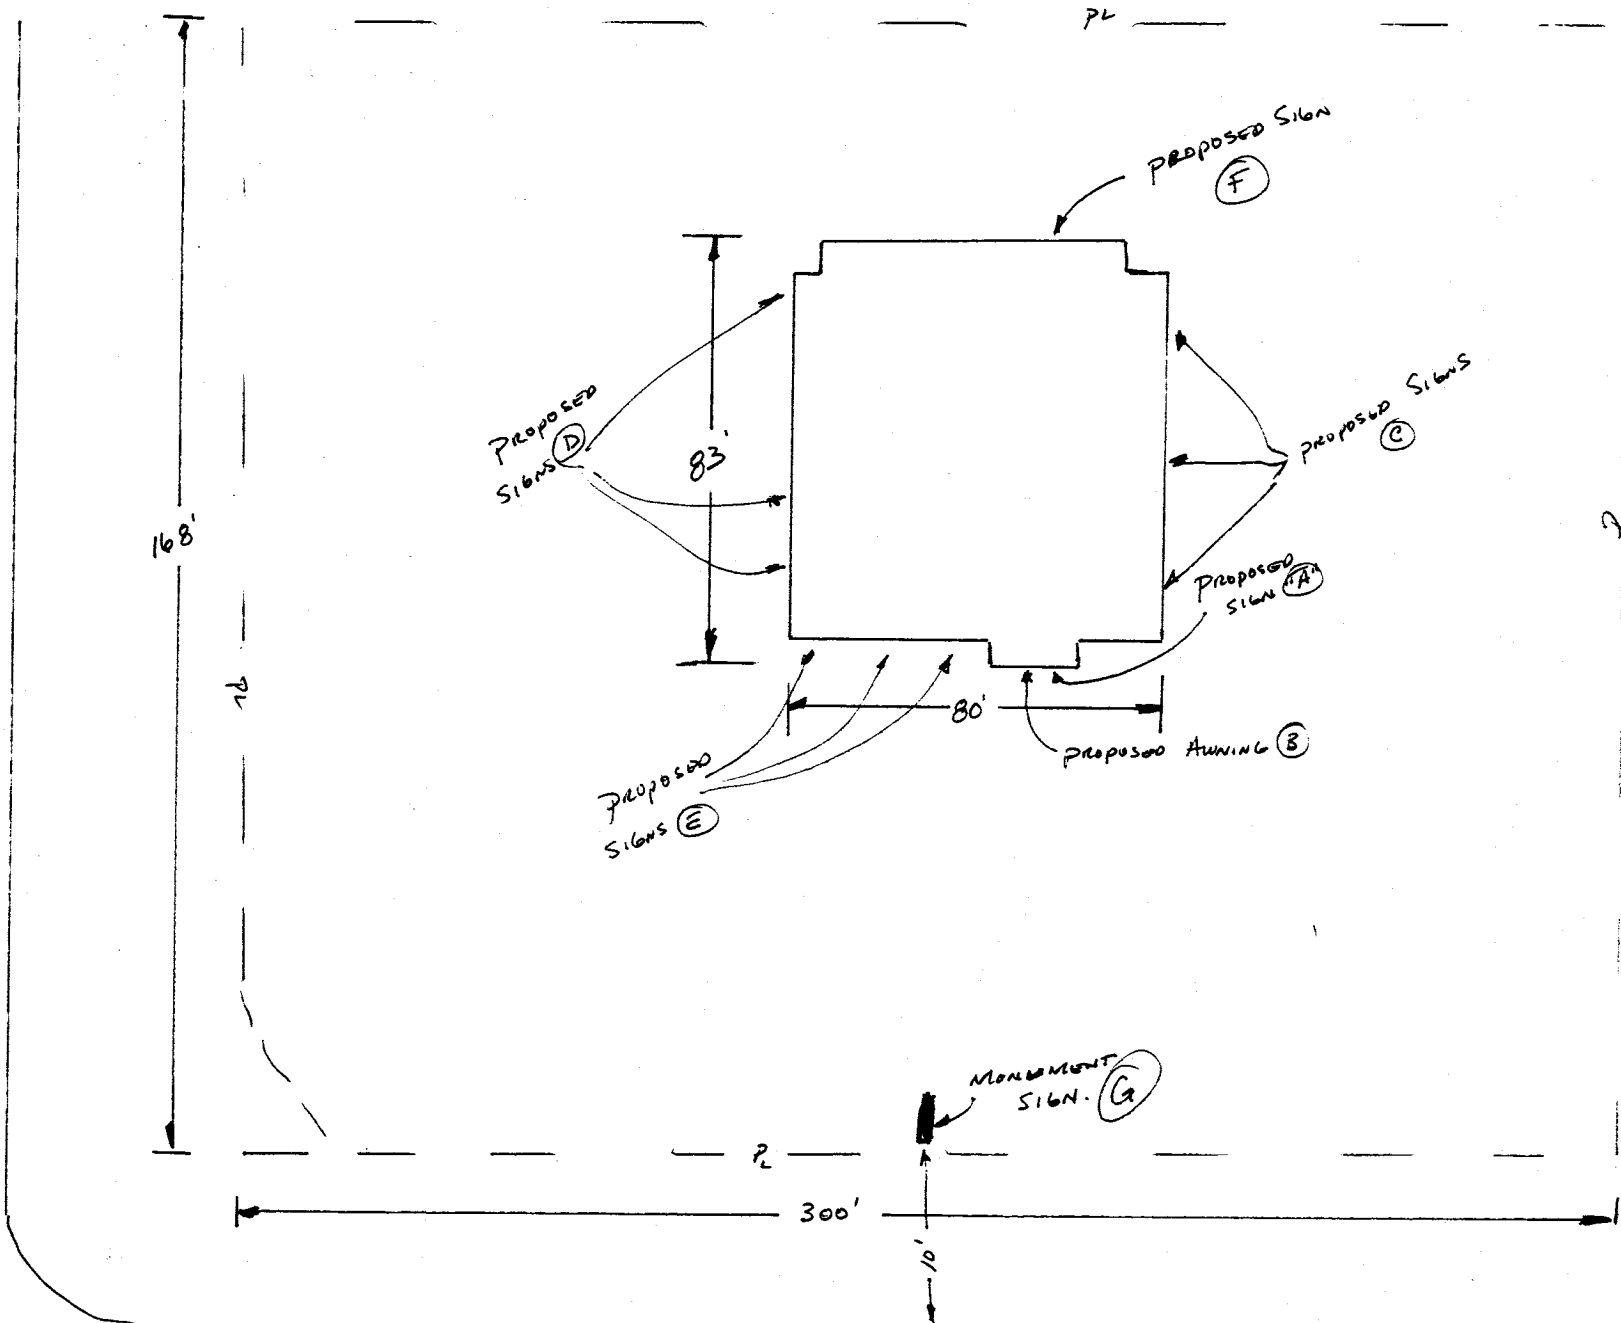 PL
PROPOSED SIGN
F
PROPOSED
SIGNS D
83'
PROPOSED SIGNS
C
168'
PROPOSED
SIGN "A"
PL
80'
PROPOSED AWNING B
PROPOSED
SIGNS E
MONUMENT
SIGN. G
PL
300'
10'